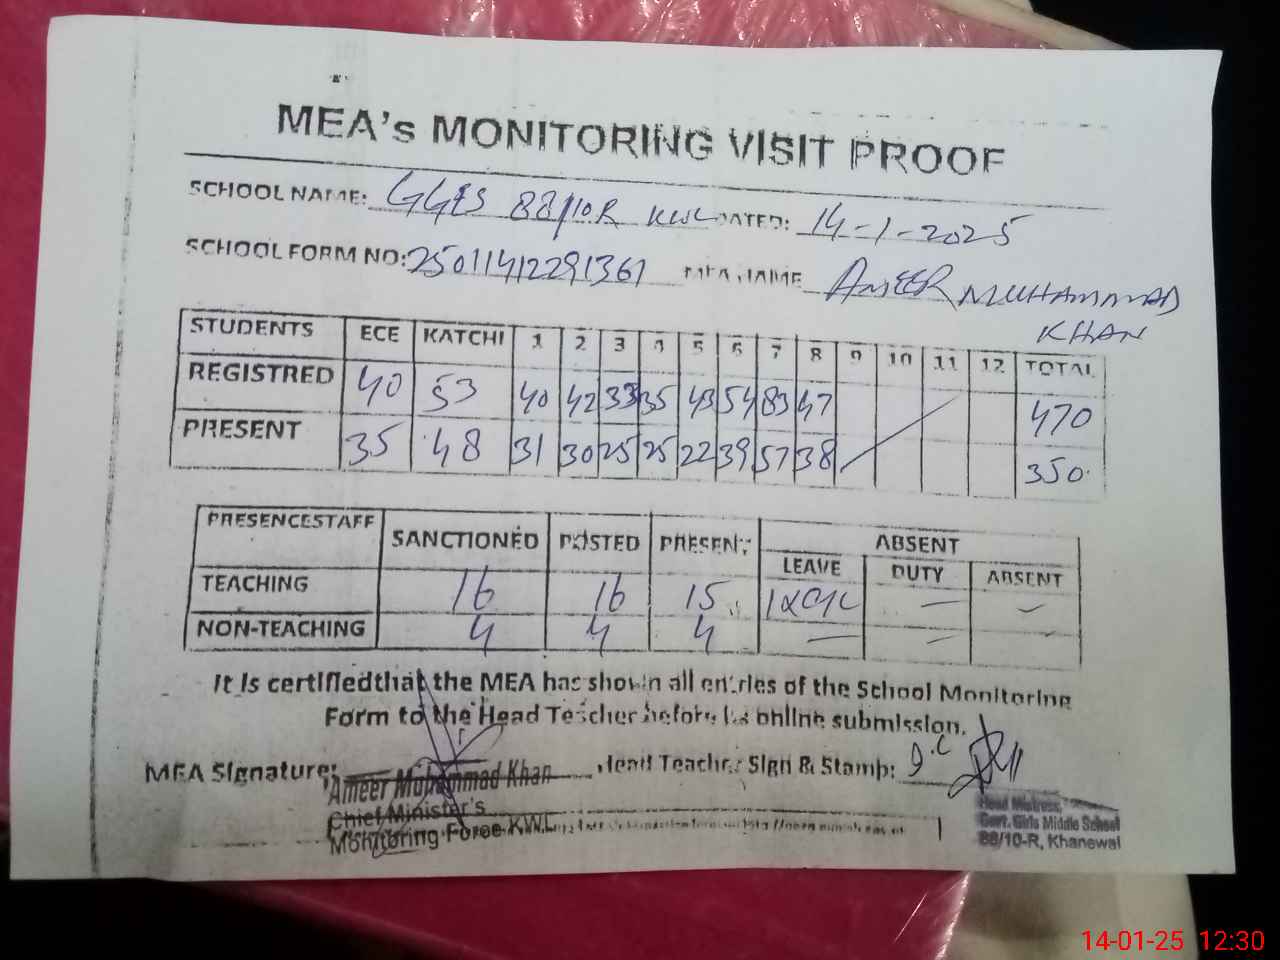 MEA's MONITORING VISIT PROOF
SCHOOL NAME: GGES 88/10R KWL DATED: 14-1-2025
SCHOOL FORM NO: 25011412291361 MEA NAME AMEER MUHAMMAD
KHAN
STUDENTS ECE KATCHI 1 2 3 4 5 6 7 8 9 10 11 12 TOTAL
REGISTRED 40 53 40 42 33 35 43 54 83 47 470
PRESENT 35 48 31 30 25 25 22 39 57 38 350
PRESENCESTAFF SANCTIONED POSTED PRESENT ABSENT
LEAVE DUTY ABSENT
TEACHING 16 16 15 — —
NON-TEACHING 4 4 4 — — —
It is certifiedthat the MEA has shown all entries of the School Monitoring
Form to the Head Teacher before its online submission.
MEA Signature: Head Teacher Sign & Stamp:
Ameer Muhammad Khan
Chief Minister's
Monitoring Force KWL
Head Mistress,
Govt. Girls Middle School
88/10-R, Khanewal
14-01-25 12:30